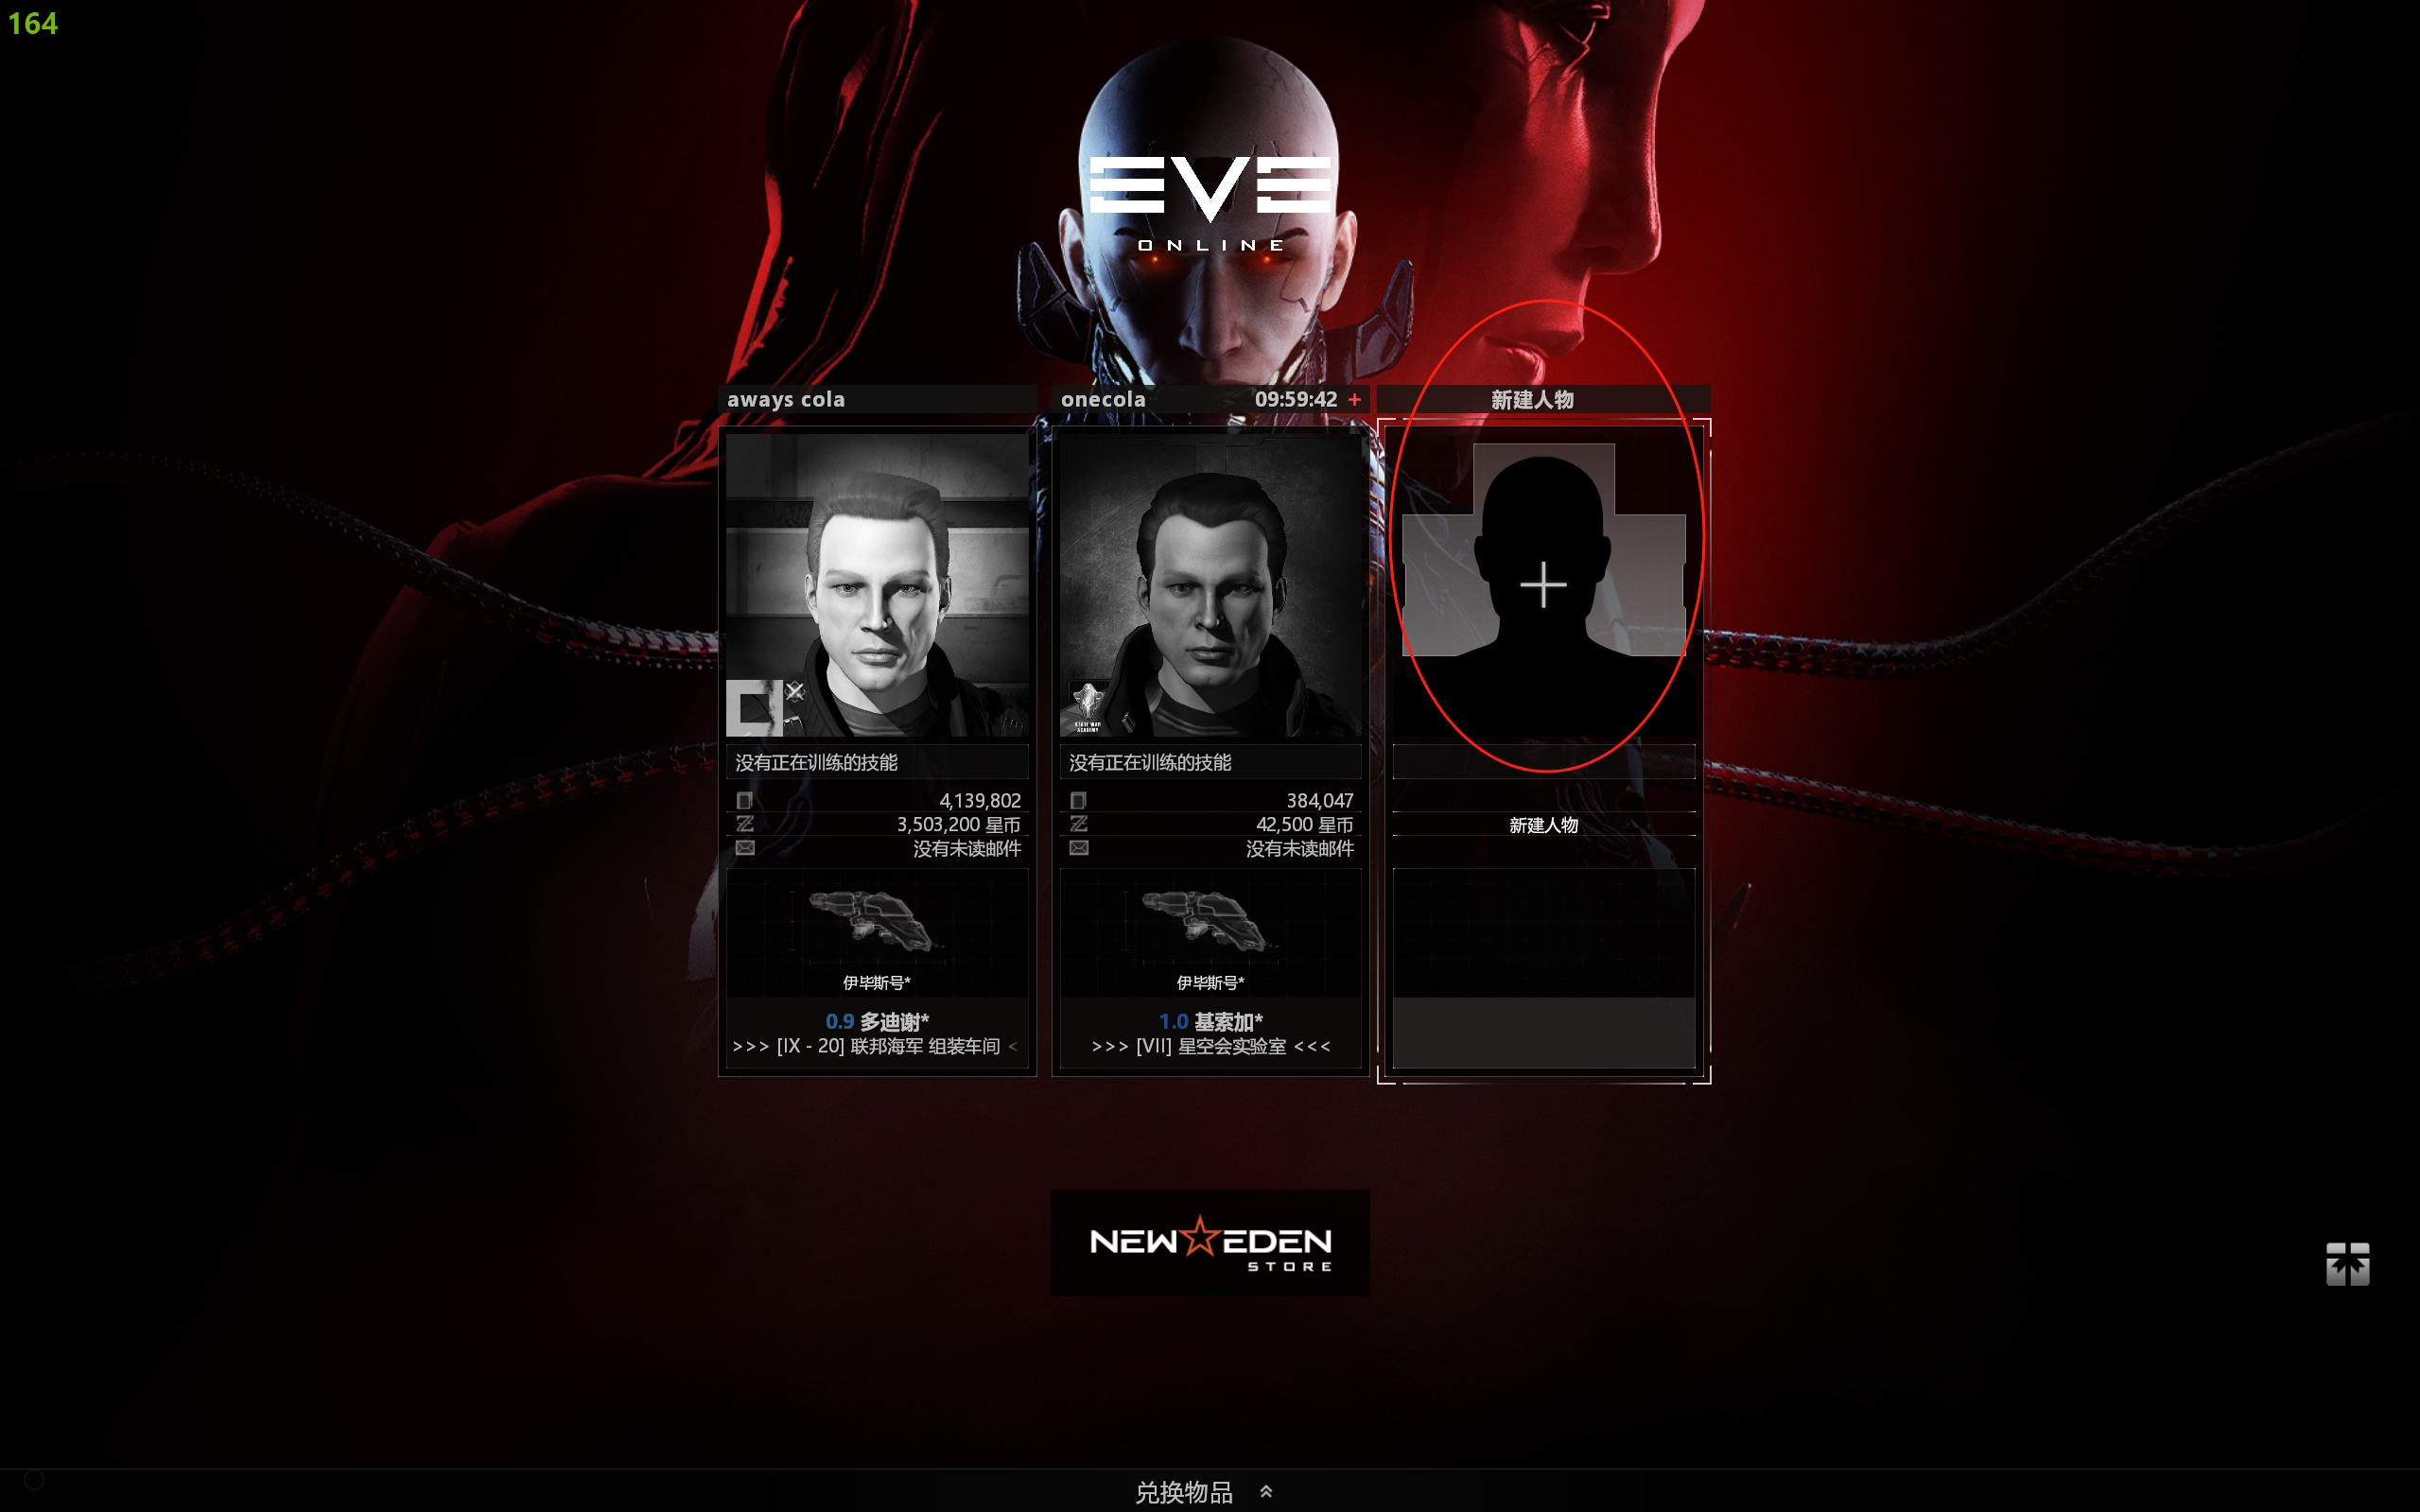 164
EVE
ONLINE
aways cola
onecola 09:59:42 +
新建人物
没有正在训练的技能
4,139,802
3,503,200 星币
没有未读邮件
伊毕斯号*
0.9 多迪谢*
>>> [IX - 20] 联邦海军 组装车间 <
STATE WAR
ACADEMY
没有正在训练的技能
384,047
42,500 星币
没有未读邮件
伊毕斯号*
1.0 基索加*
>>> [VII] 星空会实验室 <<<
新建人物
NEW EDEN
STORE
兑换物品